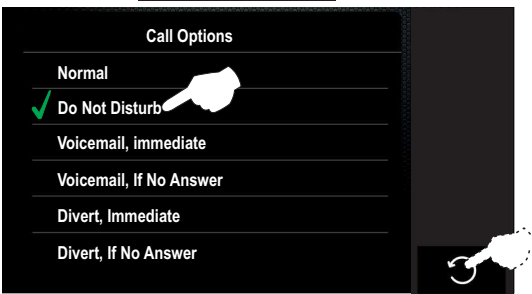 Call Options
Normal
Do Not Disturb
Voicemail, immediate
Voicemail, If No Answer
Divert, Immediate
Divert, If No Answer